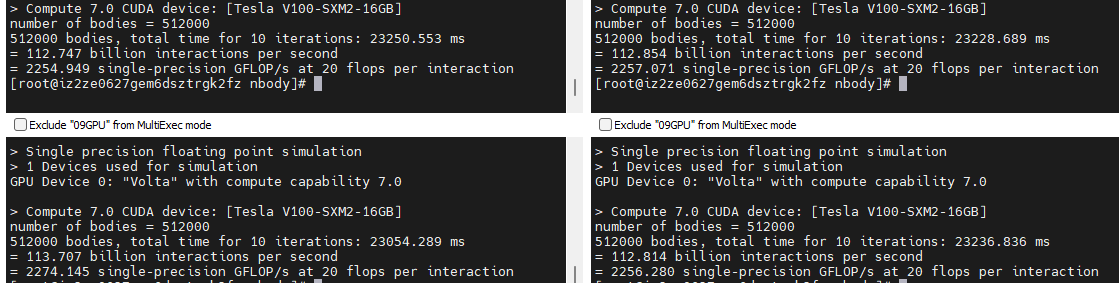 > Compute 7.0 CUDA device: [Tesla V100-SXM2-16GB]
number of bodies = 512000
512000 bodies, total time for 10 iterations: 23250.553 ms
= 112.747 billion interactions per second
= 2254.949 single-precision GFLOP/s at 20 flops per interaction
[root@iz2ze0627gem6dsztrgk2fz nbody]#
> Compute 7.0 CUDA device: [Tesla V100-SXM2-16GB]
number of bodies = 512000
512000 bodies, total time for 10 iterations: 23228.689 ms
= 112.854 billion interactions per second
= 2257.071 single-precision GFLOP/s at 20 flops per interaction
[root@iz2ze0627gem6dsztrgk2fz nbody]#
Exclude "09GPU" from MultiExec mode
Exclude "09GPU" from MultiExec mode
> Single precision floating point simulation
> 1 Devices used for simulation
GPU Device 0: "Volta" with compute capability 7.0
> Compute 7.0 CUDA device: [Tesla V100-SXM2-16GB]
number of bodies = 512000
512000 bodies, total time for 10 iterations: 23054.289 ms
= 113.707 billion interactions per second
= 2274.145 single-precision GFLOP/s at 20 flops per interaction
> Single precision floating point simulation
> 1 Devices used for simulation
GPU Device 0: "Volta" with compute capability 7.0
> Compute 7.0 CUDA device: [Tesla V100-SXM2-16GB]
number of bodies = 512000
512000 bodies, total time for 10 iterations: 23236.836 ms
= 112.814 billion interactions per second
= 2256.280 single-precision GFLOP/s at 20 flops per interaction